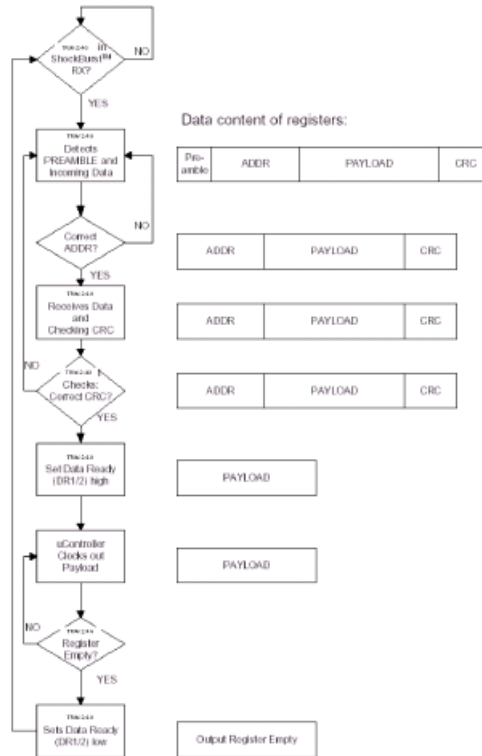 in
ShockBurst™
RX?
NO
YES
Data content of registers:
Detects
PREAMBLE and
Incoming Data
Pre-
amble
ADDR
PAYLOAD
CRC
NO
Correct
ADDR?
ADDR
PAYLOAD
CRC
YES
Receives Data
and
Checking CRC
ADDR
PAYLOAD
CRC
NO
Checks:
Correct CRC?
ADDR
PAYLOAD
CRC
YES
Set Data Ready
(DR1/2) high
PAYLOAD
uController
Clocks out
Payload
PAYLOAD
NO
Register
Empty?
YES
Sets Data Ready
(DR1/2) low
Output Register Empty